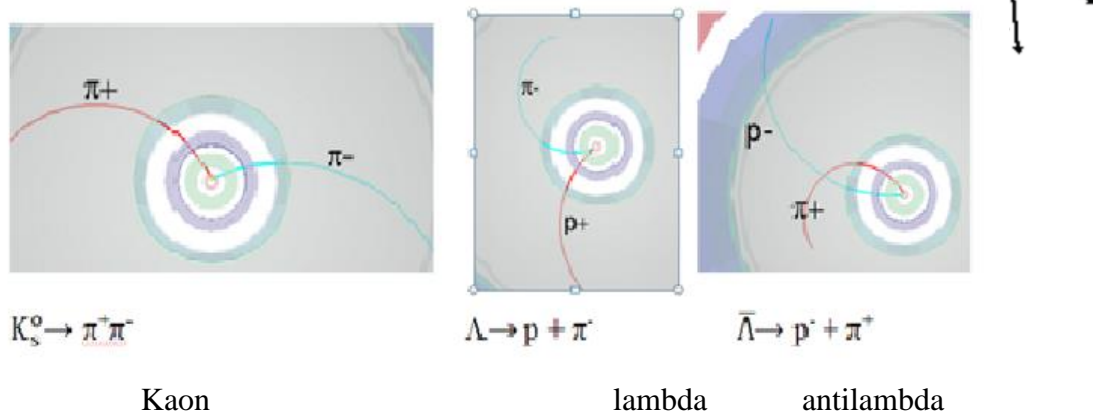 π+
π-
π-
p+
p-
π+
K⁰ₛ → π⁺π⁻
Λ → p + π⁻
Λ̅ → p⁻ + π⁺
Kaon lambda antilambda